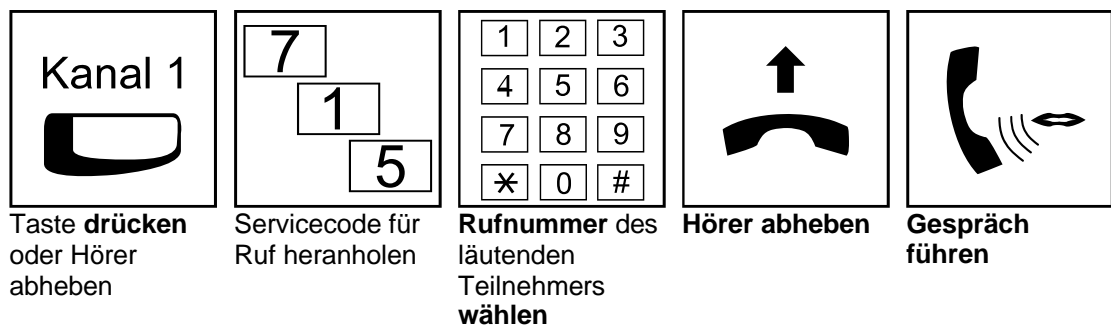 Kanal 1
7
1
5
1 2 3
4 5 6
7 8 9
* 0 #
Taste drücken
oder Hörer
abheben
Servicecode für
Ruf heranholen
Rufnummer des
läutenden
Teilnehmers
wählen
Hörer abheben
Gespräch
führen